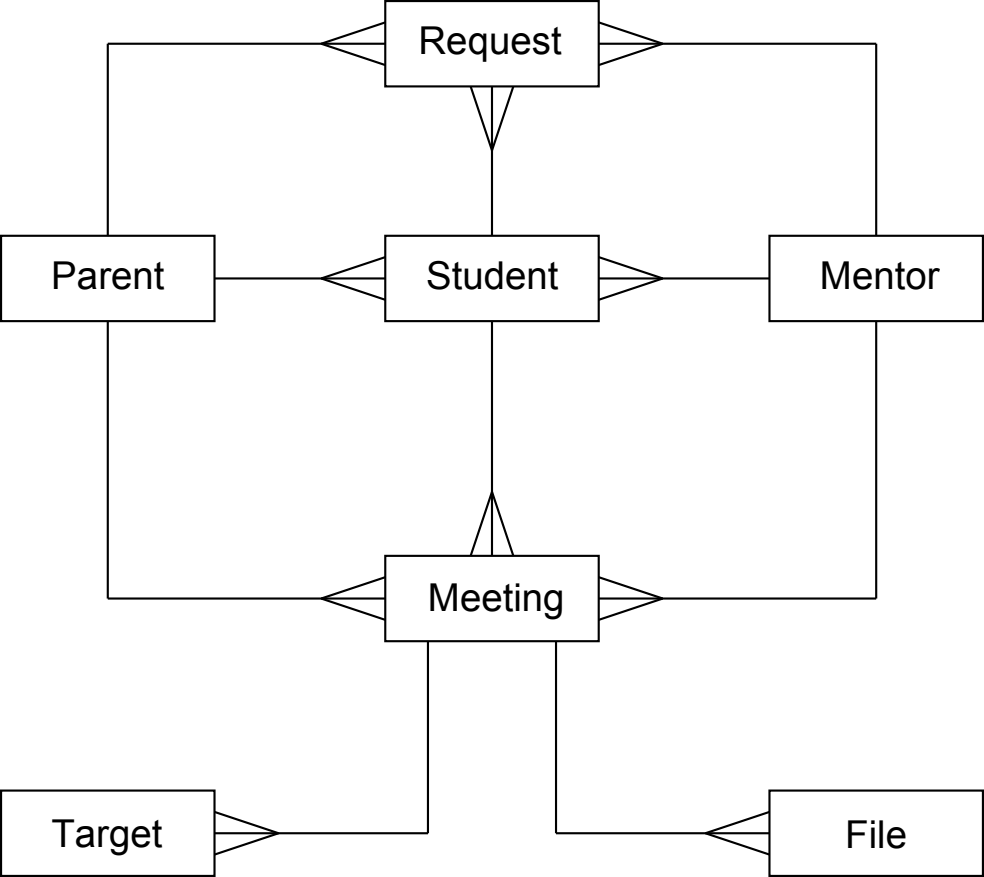 Request
Parent
Student
Mentor
Meeting
Target
File